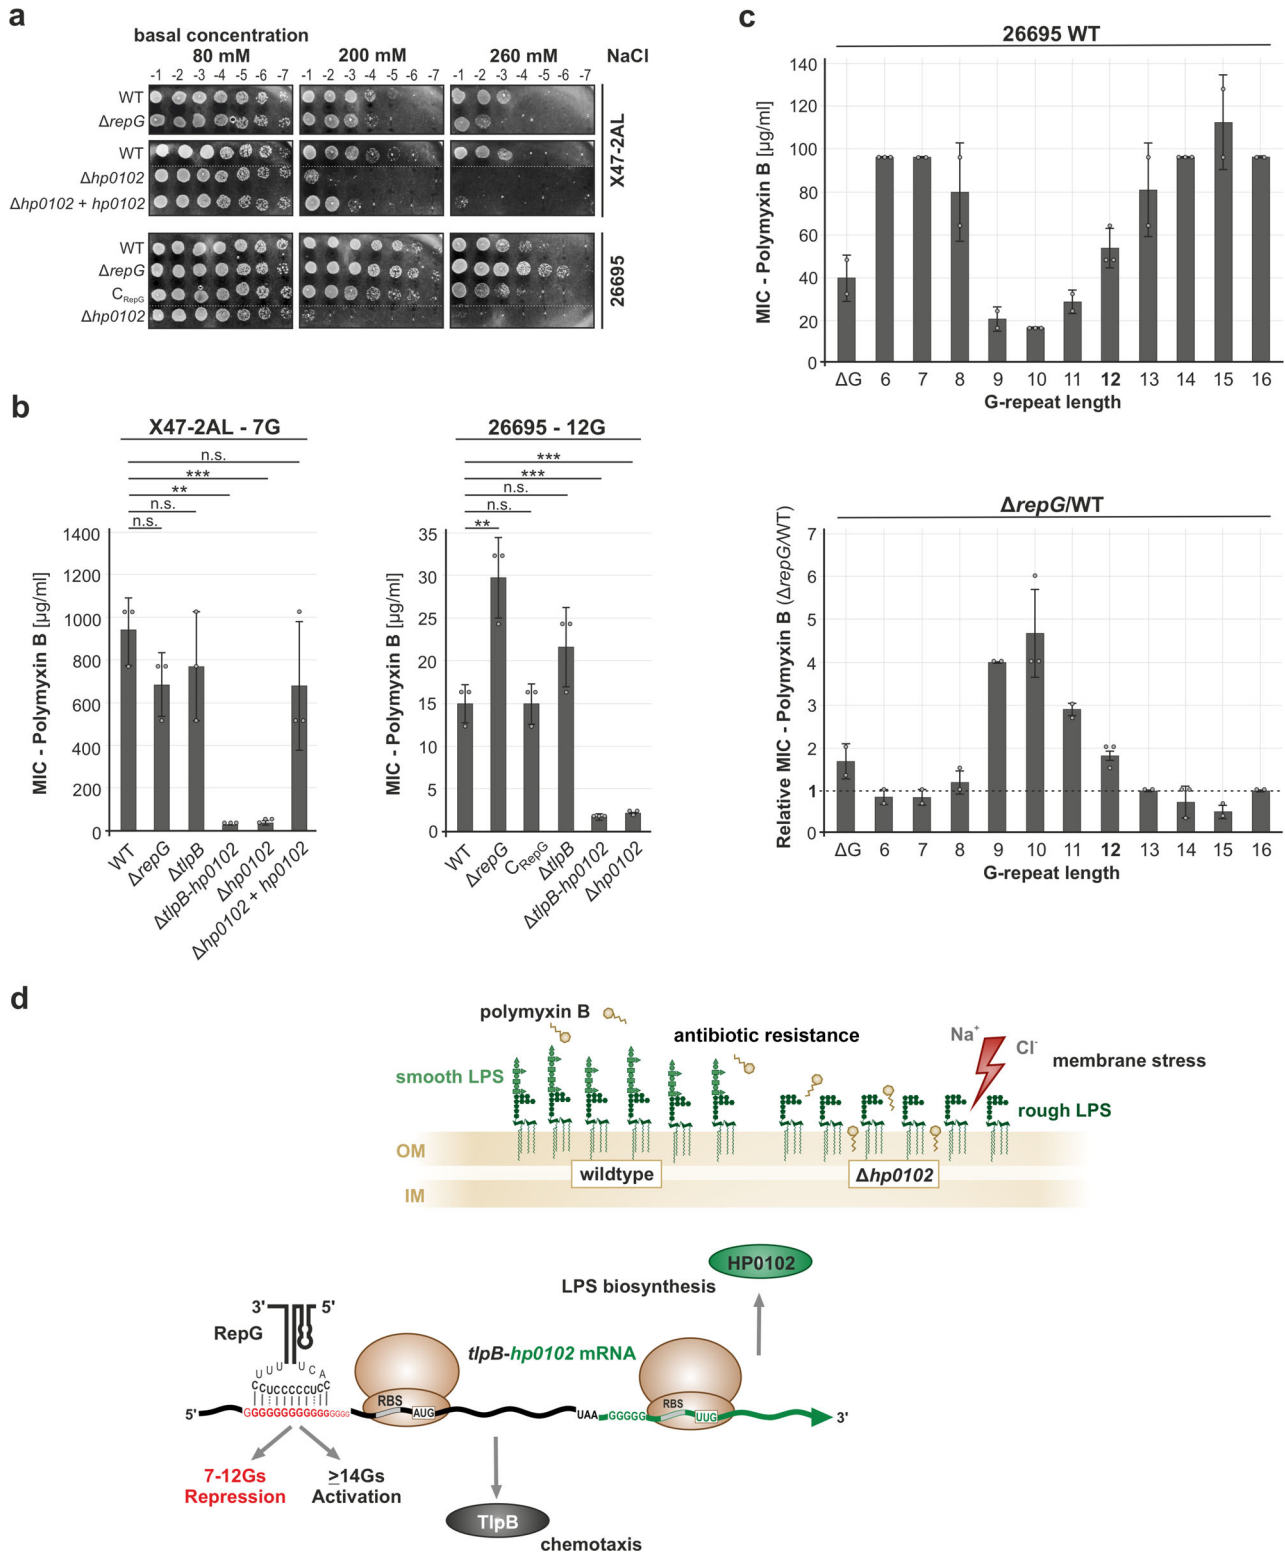 a
basal concentration
80 mM 200 mM 260 mM NaCl
-1 -2 -3 -4 -5 -6 -7 -1 -2 -3 -4 -5 -6 -7 -1 -2 -3 -4 -5 -6 -7
WT
ΔrepG
WT
Δhp0102
Δhp0102 + hp0102
X47-2AL
WT
ΔrepG
CRepG
Δhp0102
26695
b
X47-2AL - 7G
n.s.
***
**
n.s.
n.s.
MIC - Polymyxin B [µg/ml]
1400
1200
1000
800
600
400
200
0
WT
ΔrepG
ΔtlpB
ΔtlpB-hp0102
Δhp0102
Δhp0102 + hp0102
26695 - 12G
***
***
n.s.
n.s.
**
MIC - Polymyxin B [µg/ml]
35
30
25
20
15
10
5
0
WT
ΔrepG
CRepG
ΔtlpB
ΔtlpB-hp0102
Δhp0102
c
26695 WT
MIC - Polymyxin B [µg/ml]
140
120
100
80
60
40
20
0
ΔG 6 7 8 9 10 11 12 13 14 15 16
G-repeat length
ΔrepG/WT
Relative MIC - Polymyxin B (ΔrepG/WT)
7
6
5
4
3
2
1
0
ΔG 6 7 8 9 10 11 12 13 14 15 16
G-repeat length
d
polymyxin B
antibiotic resistance
Na+
Cl-
membrane stress
smooth LPS
rough LPS
OM
wildtype
Δhp0102
IM
HP0102
LPS biosynthesis
3' 5'
RepG
tlpB-hp0102 mRNA
UUU UCA
CCUCCCCCUCC
RBS
RBS
5' GGGGGGGGGGGGGGGG AUG UAA GGGGG UUG 3'
7-12Gs
Repression
≥14Gs
Activation
TlpB
chemotaxis